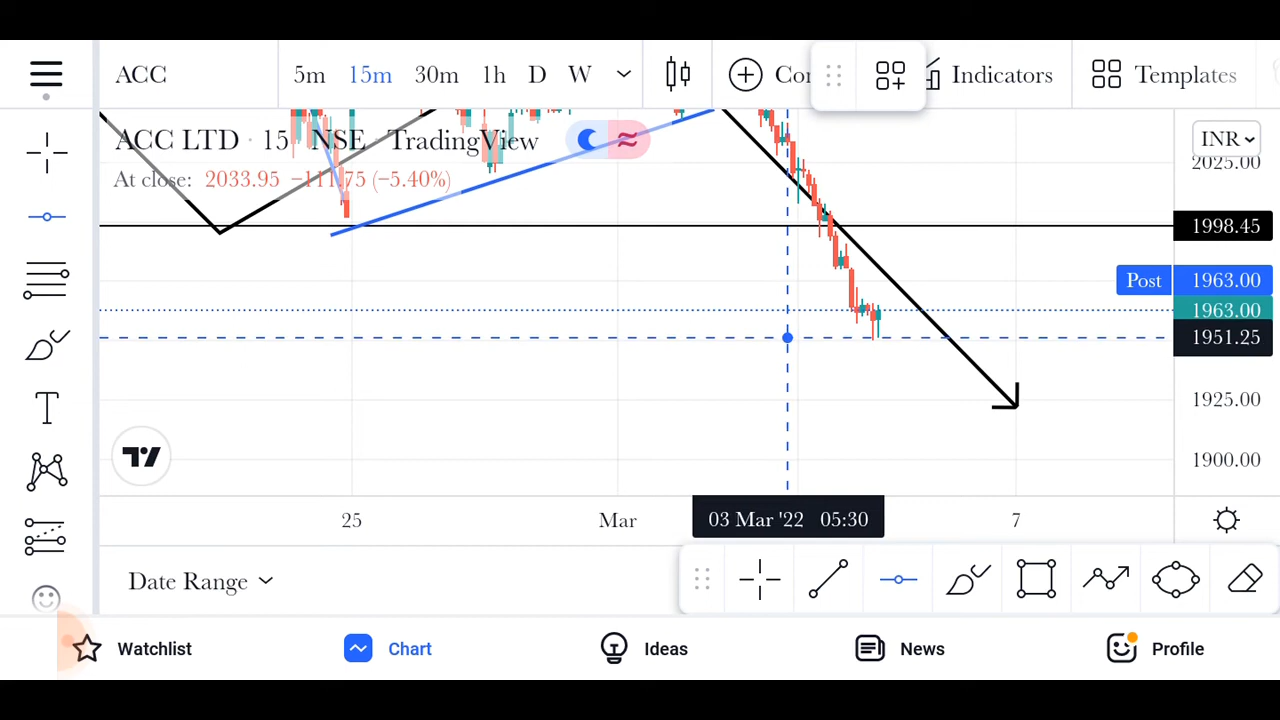 ACC 5m 15m 30m 1h D W Indicators Templates
ACC LTD · 15 NSE TradingView
INR
2025.00
At close: 2033.95 −111.75 (−5.40%)
1998.45
Post 1963.00
1963.00
1951.25
1925.00
1900.00
25 Mar 03 Mar '22 05:30 7
Date Range
Watchlist Chart Ideas News Profile